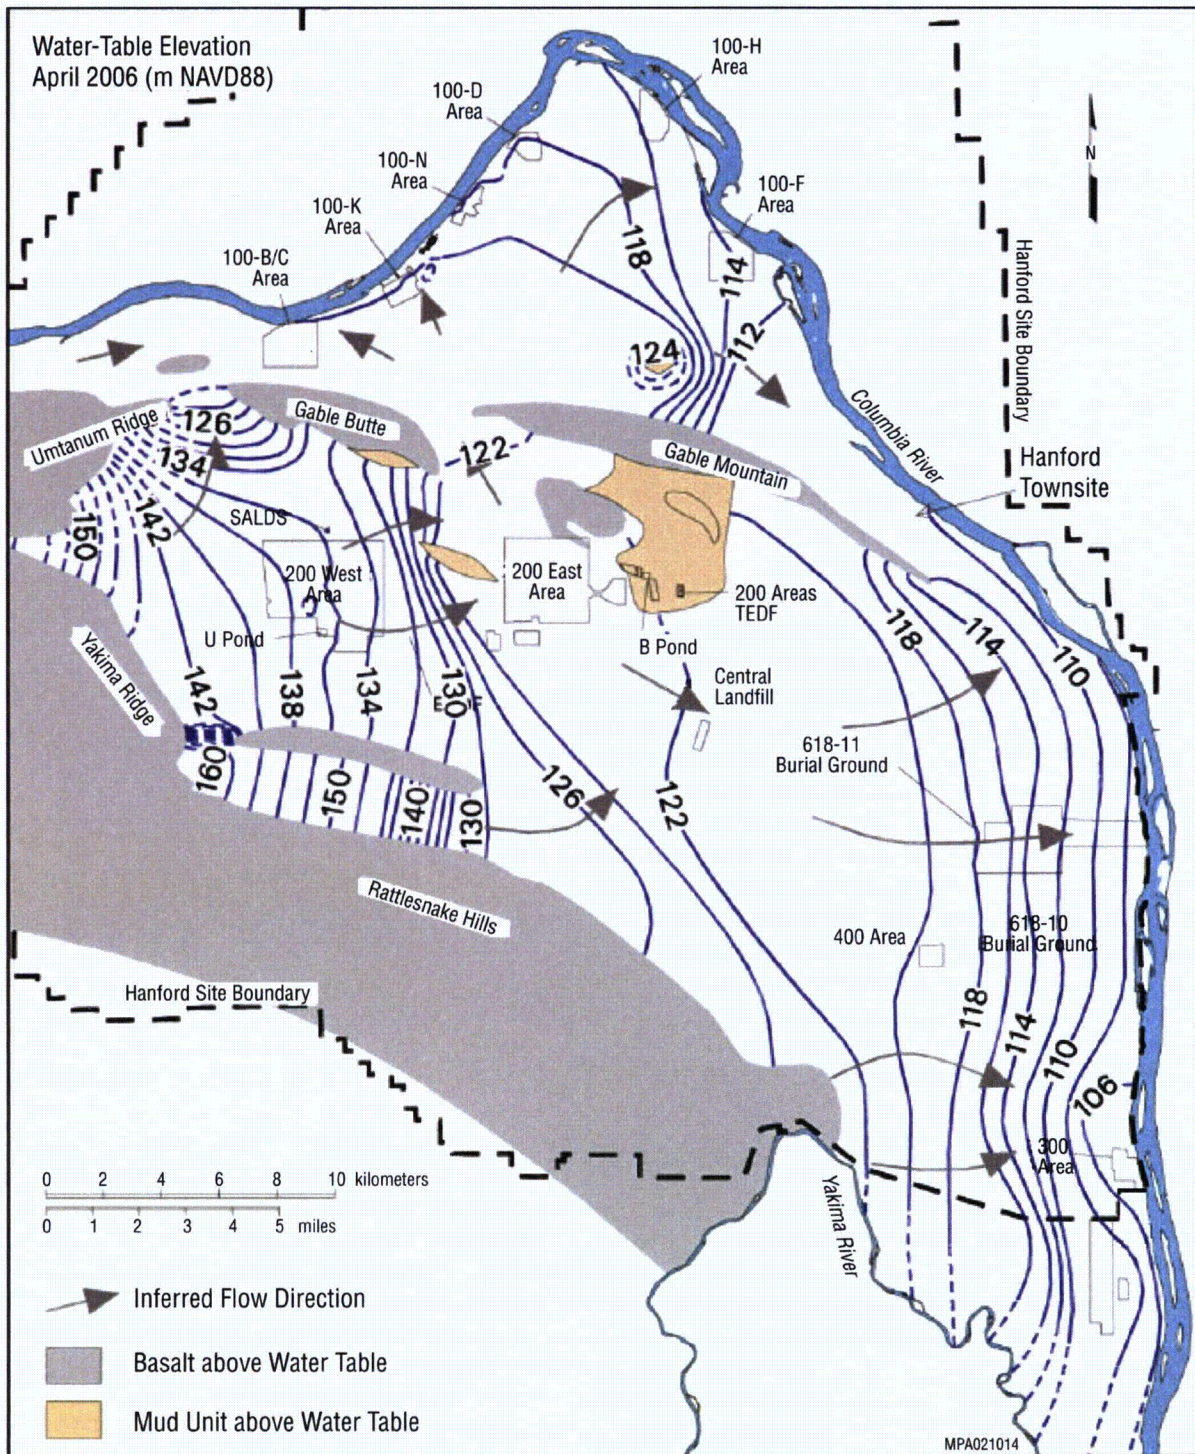 Water-Table Elevation
April 2006 (m NAVD88)
100-H
Area
100-D
Area
100-N
Area
100-K
Area
100-F
Area
100-B/C
Area
N
118
114
112
124
Hanford Site Boundary
Columbia River
Umtanum Ridge
126
Gable Butte
134
122
Gable Mountain
Hanford
Townsite
150
142
SALDS
200 West
Area
200 East
Area
200 Areas
TEDF
U Pond
B Pond
118
114
110
Yakima Ridge
142
138
134
130
Central
Landfill
160
150
140
130
126
122
618-11
Burial Ground
Rattlesnake Hills
400 Area
618-10
Burial Ground
Hanford Site Boundary
118
114
110
106
300
Area
Yakima River
0 2 4 6 8 10 kilometers
0 1 2 3 4 5 miles
Inferred Flow Direction
Basalt above Water Table
Mud Unit above Water Table
MPA021014